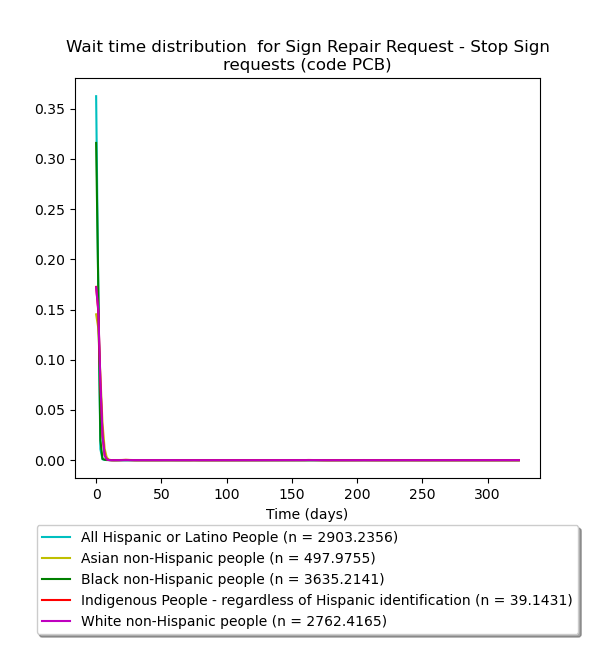 Wait time distribution  for Sign Repair Request - Stop Sign
requests (code PCB)
0.35
0.30
0.25
0.20
0.15
0.10
0.05
0.00
0 50 100 150 200 250 300
Time (days)
All Hispanic or Latino People (n = 2903.2356)
Asian non-Hispanic people (n = 497.9755)
Black non-Hispanic people (n = 3635.2141)
Indigenous People - regardless of Hispanic identification (n = 39.1431)
White non-Hispanic people (n = 2762.4165)